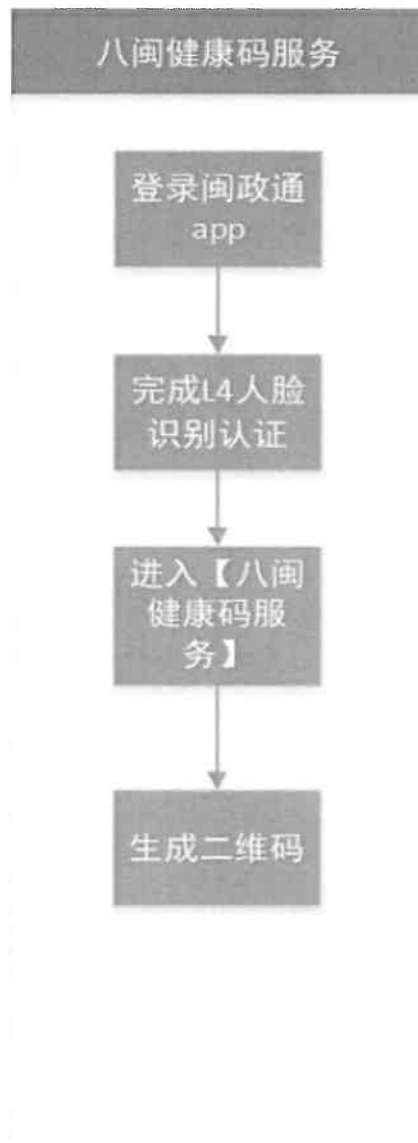 八闽健康码服务
登录闽政通
app
完成L4人脸
识别认证
进入【八闽
健康码服
务】
生成二维码